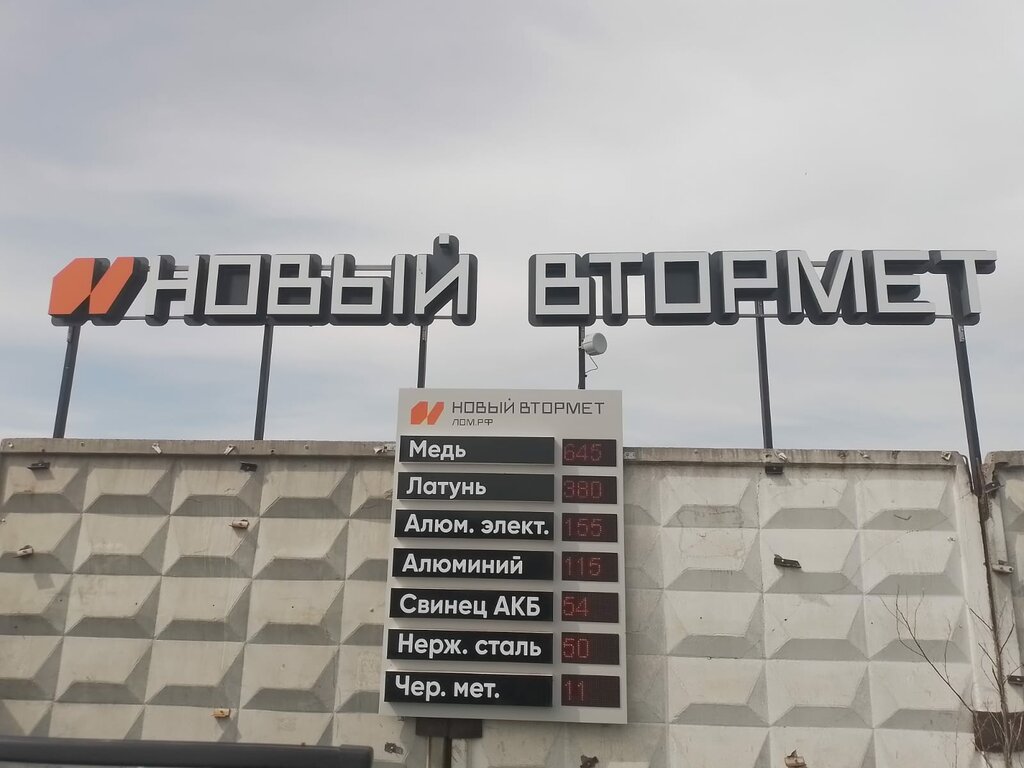 НОВЫЙ ВТОРМЕТ
НОВЫЙ ВТОРМЕТ
ЛОМ.РФ
Медь 645
Латунь 380
Алюм. элект. 155
Алюминий 115
Свинец АКБ 54
Нерж. сталь 50
Чер. мет. 11